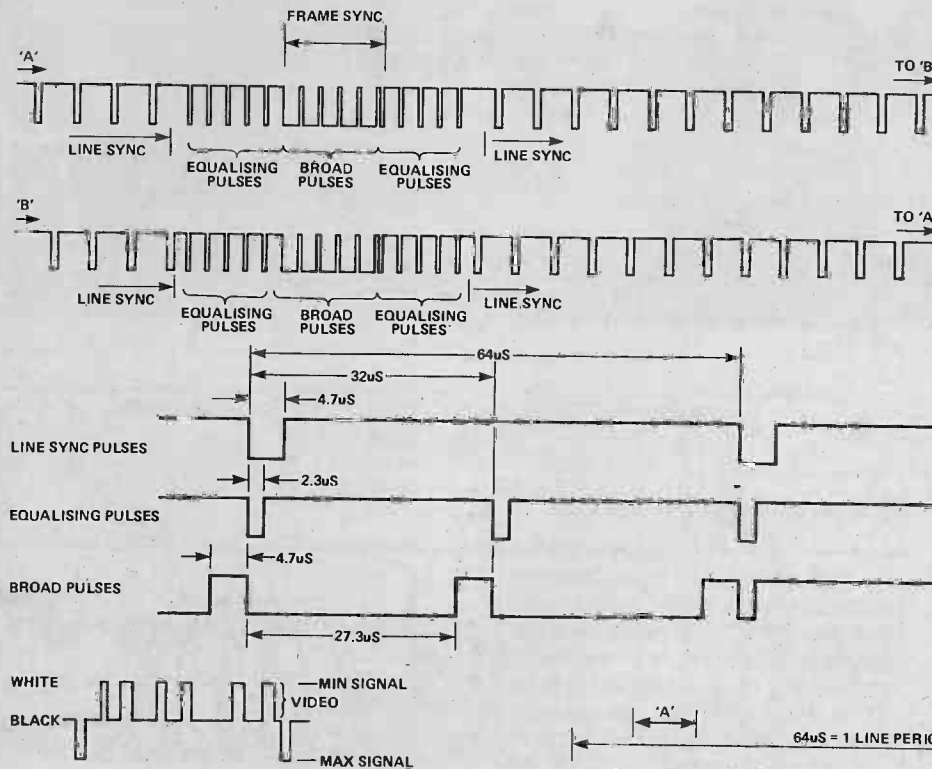 FRAME SYNC
'A'
TO 'B
LINE SYNC
LINE SYNC
EQUALISING PULSES
BROAD PULSES
EQUALISING PULSES
'B'
TO 'A
LINE SYNC
LINE SYNC
EQUALISING PULSES
BROAD PULSES
EQUALISING PULSES
64uS
32uS
4.7uS
LINE SYNC PULSES
2.3uS
EQUALISING PULSES
4.7uS
BROAD PULSES
27.3uS
WHITE
MIN SIGNAL
VIDEO
BLACK
'A'
64uS = 1 LINE PERIO
MAX SIGNAL